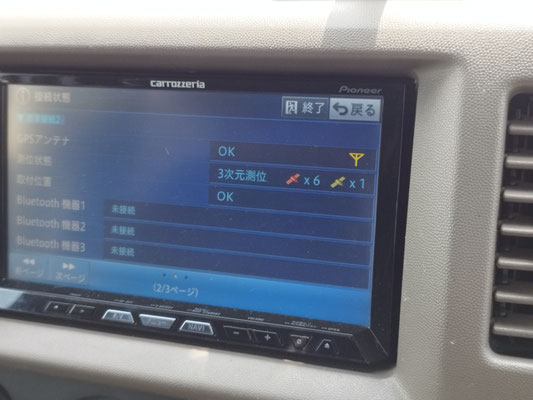 carrozzeria
Pioneer
接続状態
終了
戻る
GPSアンテナ
OK
測位状態
3次元測位 x 6 x 1
取付位置
OK
Bluetooth 機器1
未接続
Bluetooth 機器2
未接続
Bluetooth 機器3
未接続
前ページ
次ページ
(2/3ページ)
NAVI